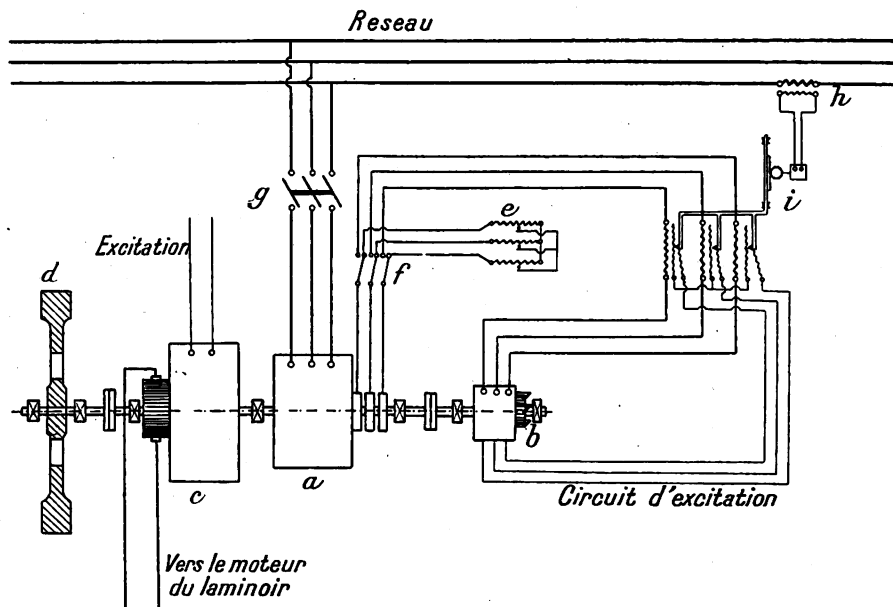 Reseau
h
i
g
e
Excitation
f
d
b
c
a
Circuit d'excitation
Vers le moteur
du laminoir